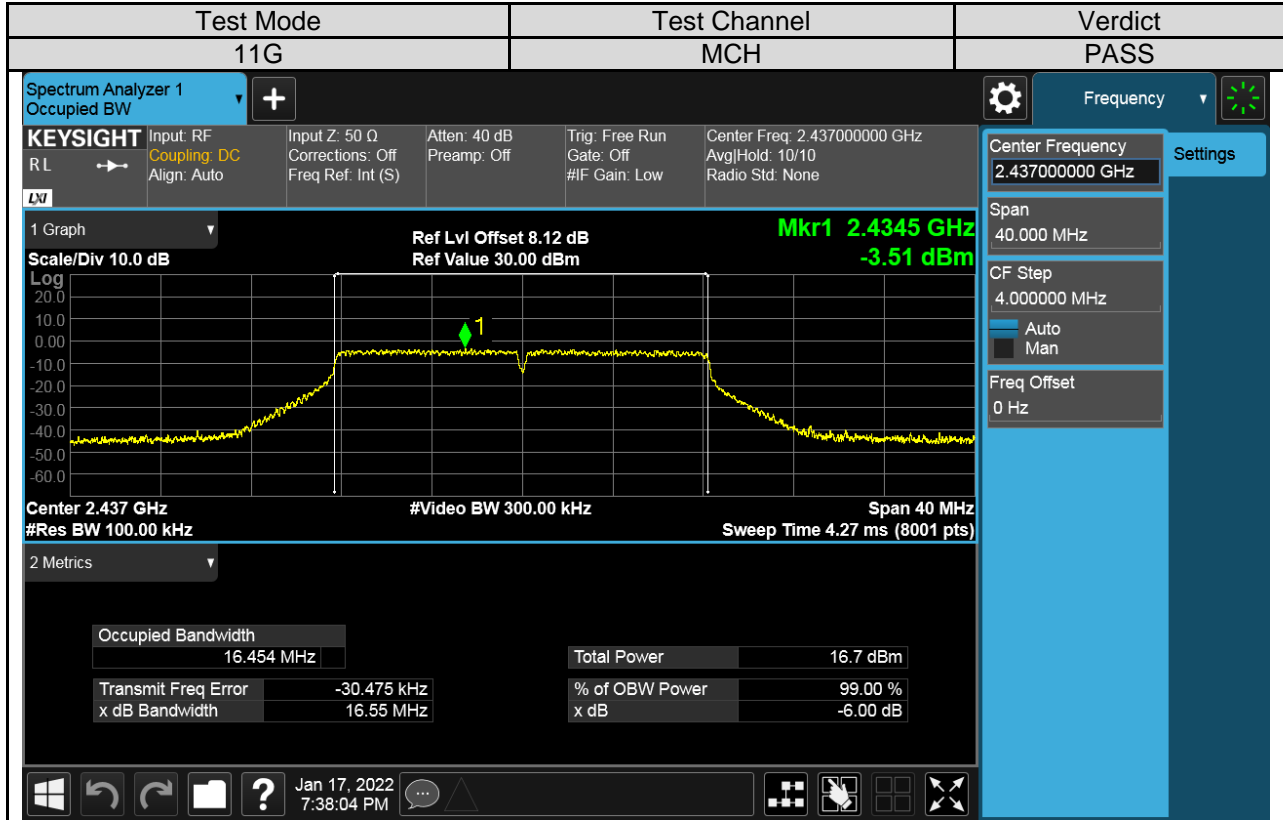 Test Mode Test Channel Verdict
11G MCH PASS
Spectrum Analyzer 1
Occupied BW
Frequency
KEYSIGHT Input: RF Input Z: 50 Ω Atten: 40 dB Trig: Free Run Center Freq: 2.437000000 GHz
R L Coupling: DC Corrections: Off Preamp: Off Gate: Off Avg|Hold: 10/10
Align: Auto Freq Ref: Int (S) #IF Gain: Low Radio Std: None
LXI
Center Frequency
2.437000000 GHz
Settings
Span
40.000 MHz
CF Step
4.000000 MHz
Auto
Man
Freq Offset
0 Hz
1 Graph Ref Lvl Offset 8.12 dB Mkr1 2.4345 GHz
Scale/Div 10.0 dB Ref Value 30.00 dBm -3.51 dBm
Log
20.0
10.0
1
0.00
-10.0
-20.0
-30.0
-40.0
-50.0
-60.0
Center 2.437 GHz #Video BW 300.00 kHz Span 40 MHz
#Res BW 100.00 kHz Sweep Time 4.27 ms (8001 pts)
2 Metrics
Occupied Bandwidth
16.454 MHz Total Power 16.7 dBm
Transmit Freq Error -30.475 kHz % of OBW Power 99.00 %
x dB Bandwidth 16.55 MHz x dB -6.00 dB
? Jan 17, 2022
7:38:04 PM